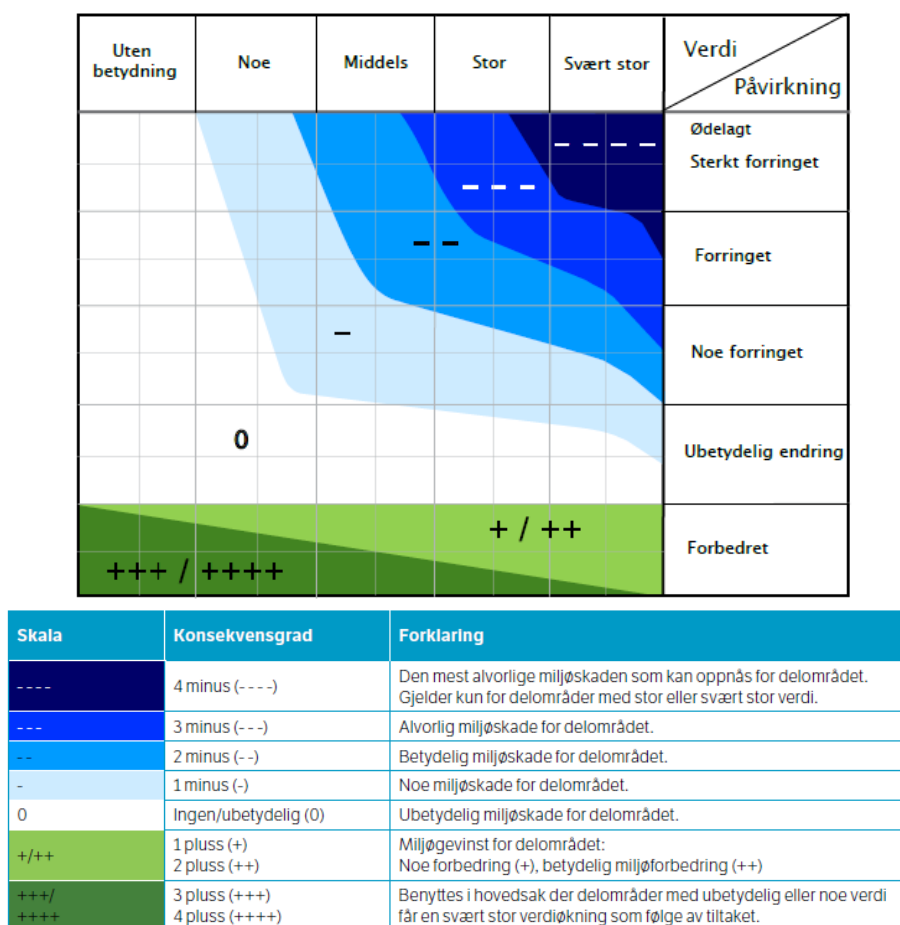 Uten
betydning
Noe
Middels
Stor
Svært stor
Verdi
Påvirkning
Ødelagt
Sterkt forringet
Forringet
Noe forringet
Ubetydelig endring
Forbedret
– – – –
– – –
– –
–
0
+ / ++
+++ / ++++
Skala Konsekvensgrad Forklaring
---- 4 minus (----) Den mest alvorlige miljøskaden som kan oppnås for delområdet.
Gjelder kun for delområder med stor eller svært stor verdi.
--- 3 minus (---) Alvorlig miljøskade for delområdet.
-- 2 minus (--) Betydelig miljøskade for delområdet.
- 1 minus (-) Noe miljøskade for delområdet.
0 Ingen/ubetydelig (0) Ubetydelig miljøskade for delområdet.
+/++ 1 pluss (+) Miljøgevinst for delområdet:
2 pluss (++) Noe forbedring (+), betydelig miljøforbedring (++)
+++/ 3 pluss (+++) Benyttes i hovedsak der delområder med ubetydelig eller noe verdi
++++ 4 pluss (++++) får en svært stor verdiøkning som følge av tiltaket.